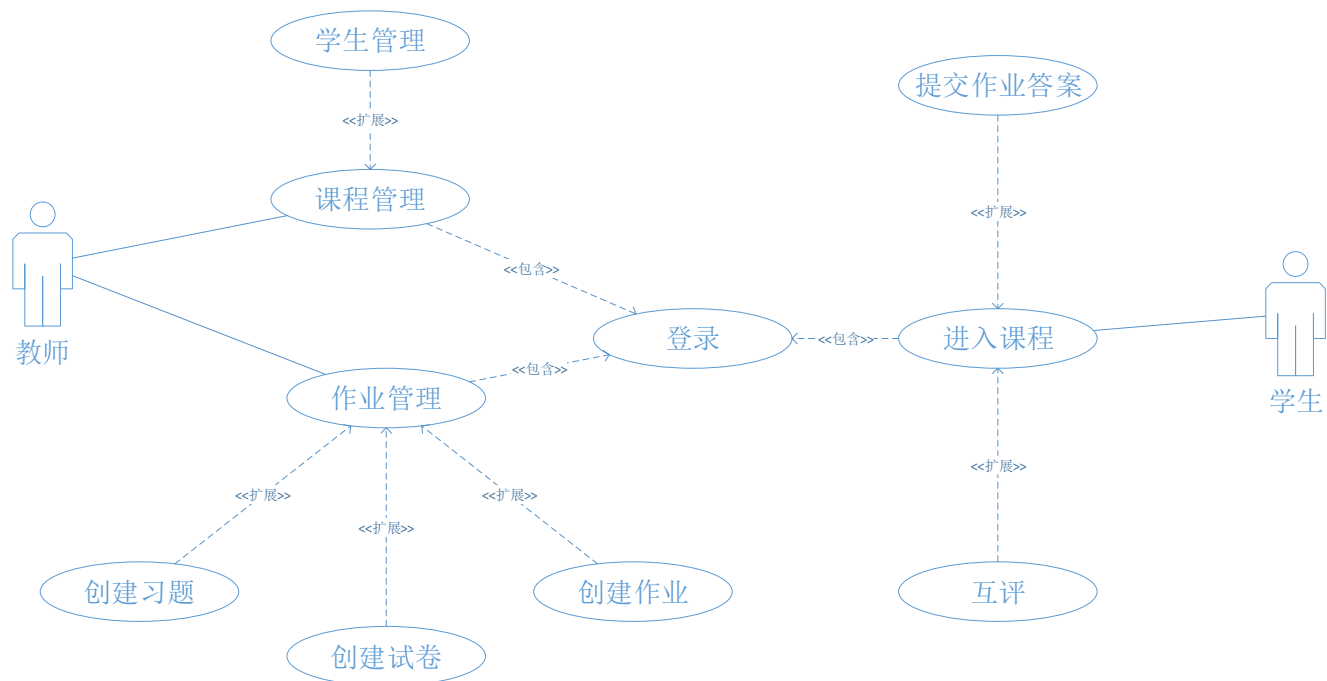 学生管理
提交作业答案
<<扩展>>
课程管理
<<扩展>>
<<包含>>
登录
<<包含>>
进入课程
教师
<<包含>>
作业管理
学生
<<扩展>>
<<扩展>>
<<扩展>>
<<扩展>>
创建习题
创建作业
互评
创建试卷